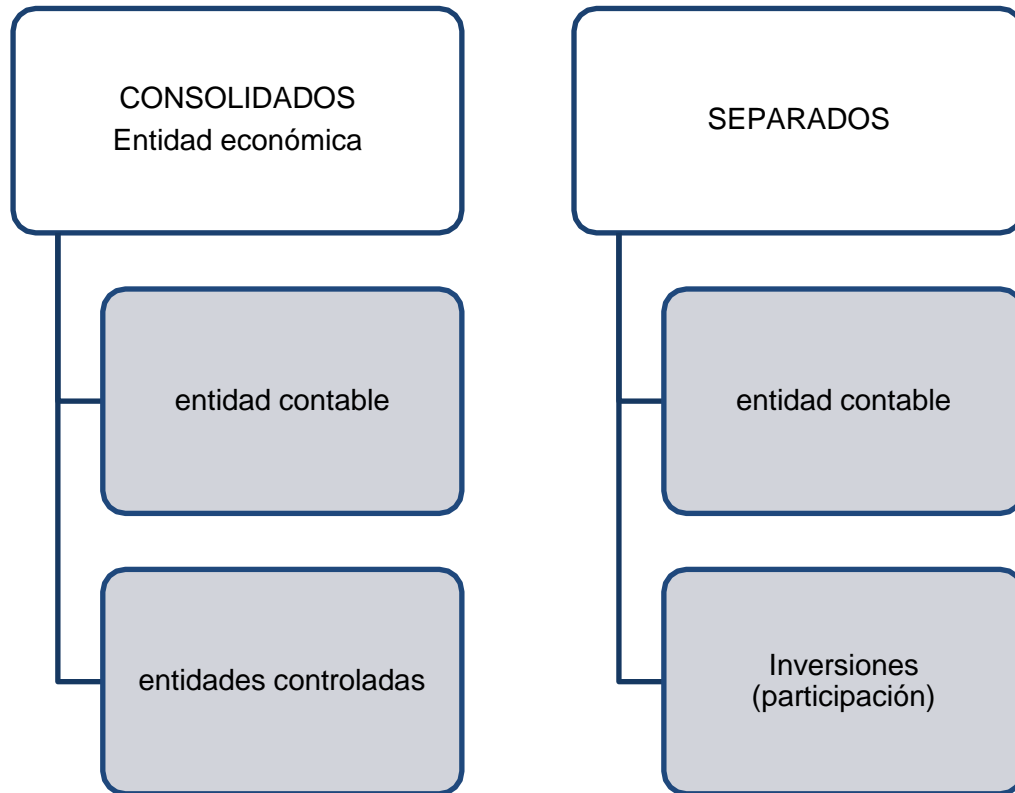 CONSOLIDADOS
Entidad económica
entidad contable
entidades controladas
SEPARADOS
entidad contable
Inversiones
(participación)